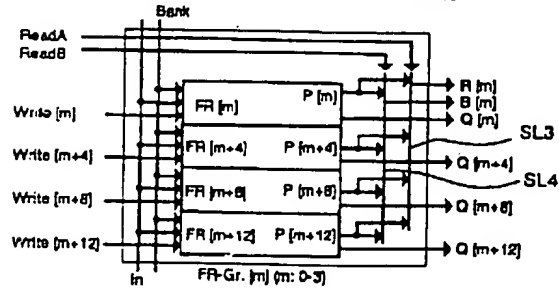 Bank
ReadA
ReadB
Write [m]
FR [m]
P [m]
R [m]
B [m]
Q [m]
SL3
Write [m+4]
FR [m+4]
P [m+4]
Q [m+4]
SL4
Write [m+8]
FR [m+8]
P [m+8]
Q [m+8]
Write [m+12]
FR [m+12]
P [m+12]
Q [m+12]
In
FR-Gr. [m] (m: 0-3)